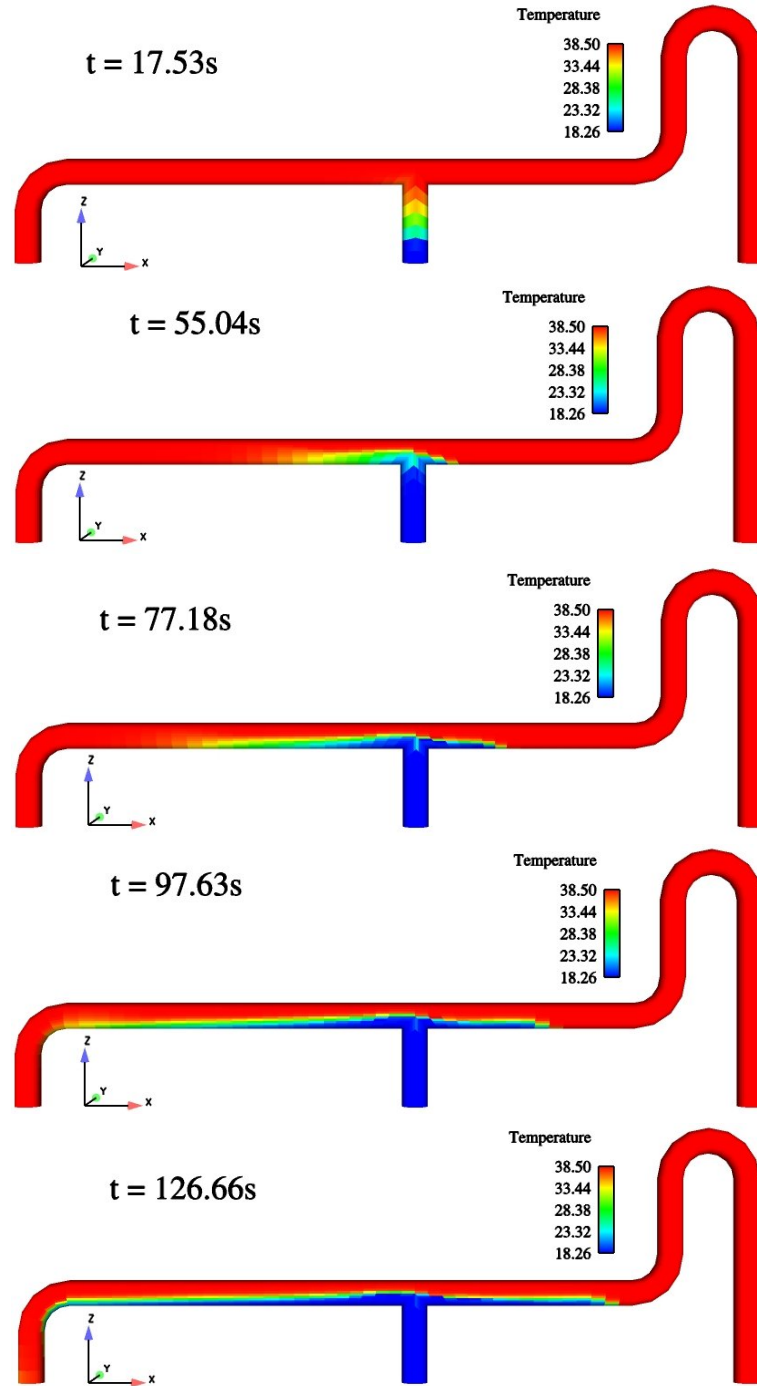 Temperature
t = 17.53s
38.50
33.44
28.38
23.32
18.26
Z
Y
X
Temperature
t = 55.04s
38.50
33.44
28.38
23.32
18.26
Z
Y
X
Temperature
t = 77.18s
38.50
33.44
28.38
23.32
18.26
Z
Y
X
Temperature
t = 97.63s
38.50
33.44
28.38
23.32
18.26
Z
Y
X
Temperature
t = 126.66s
38.50
33.44
28.38
23.32
18.26
Z
Y
X